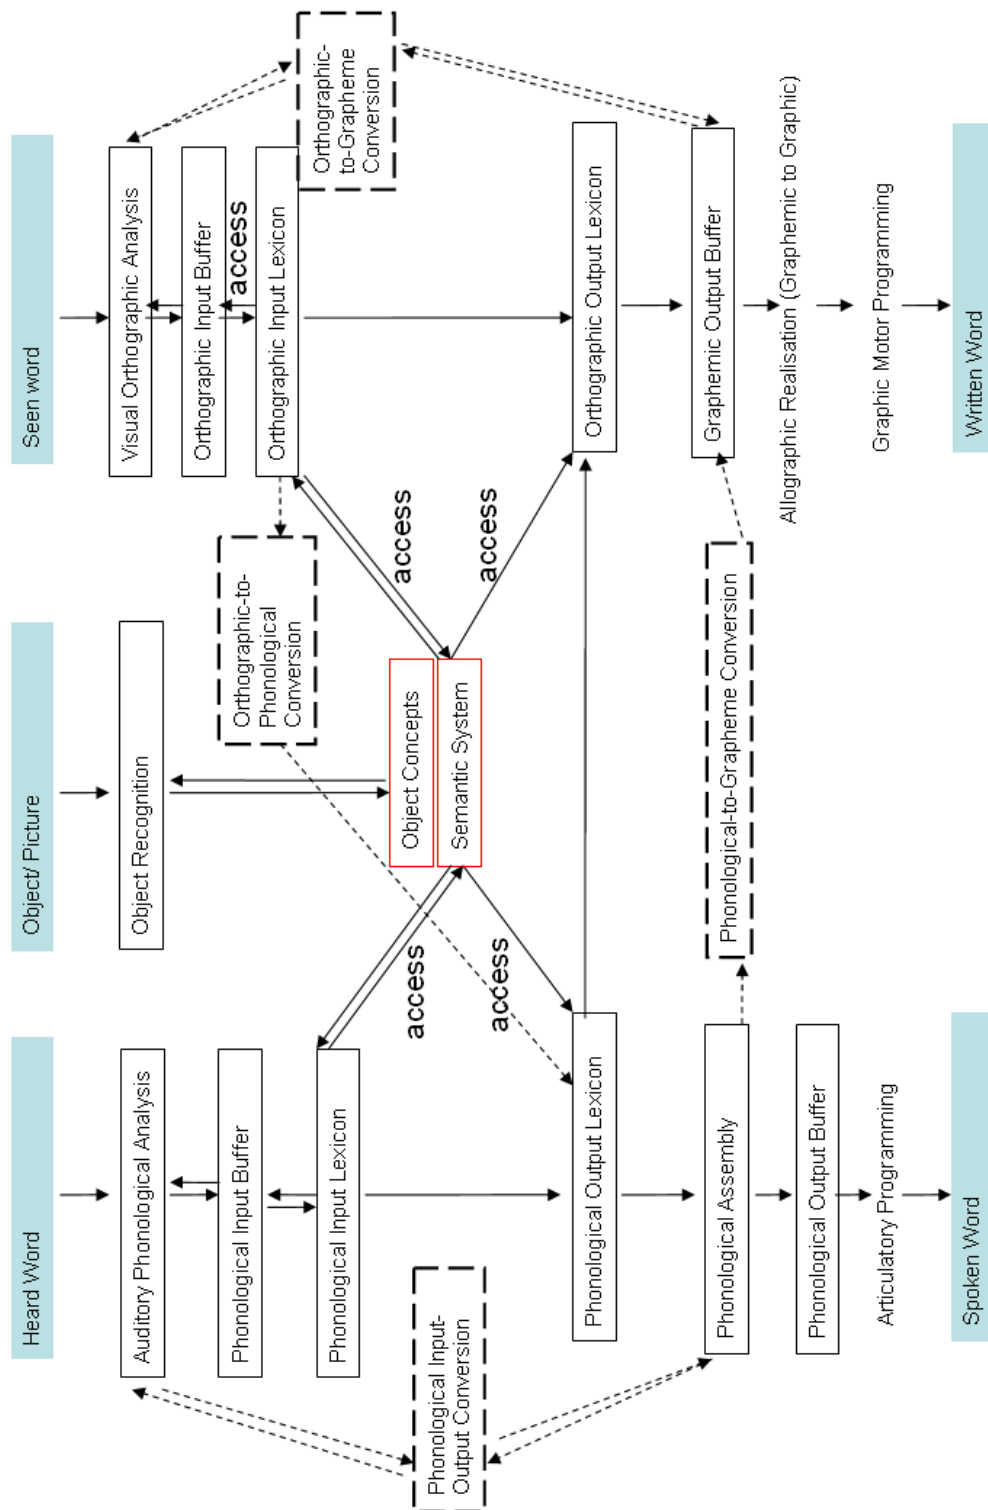 Heard Word
Object/ Picture
Seen word
Auditory Phonological Analysis
Object Recognition
Visual Orthographic Analysis
Phonological Input Buffer
Orthographic Input Buffer
access
Phonological Input Lexicon
Orthographic Input Lexicon
Orthographic-to-
Phonological
Conversion
Orthographic-
to-Grapheme
Conversion
Phonological Input-
Output Conversion
Object Concepts
Semantic System
access
access
access
access
Phonological Output Lexicon
Orthographic Output Lexicon
Phonological Assembly
Phonological-to-Grapheme Conversion
Graphemic Output Buffer
Phonological Output Buffer
Allographic Realisation (Graphemic to Graphic)
Articulatory Programming
Graphic Motor Programming
Spoken Word
Written Word